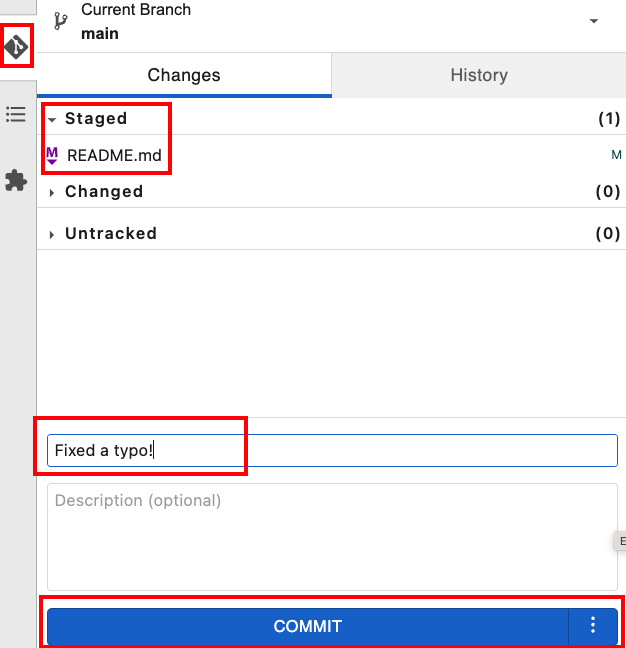 Current Branch
main
Changes History
Staged (1)
README.md M
Changed (0)
Untracked (0)
Fixed a typo!
Description (optional)
E
COMMIT